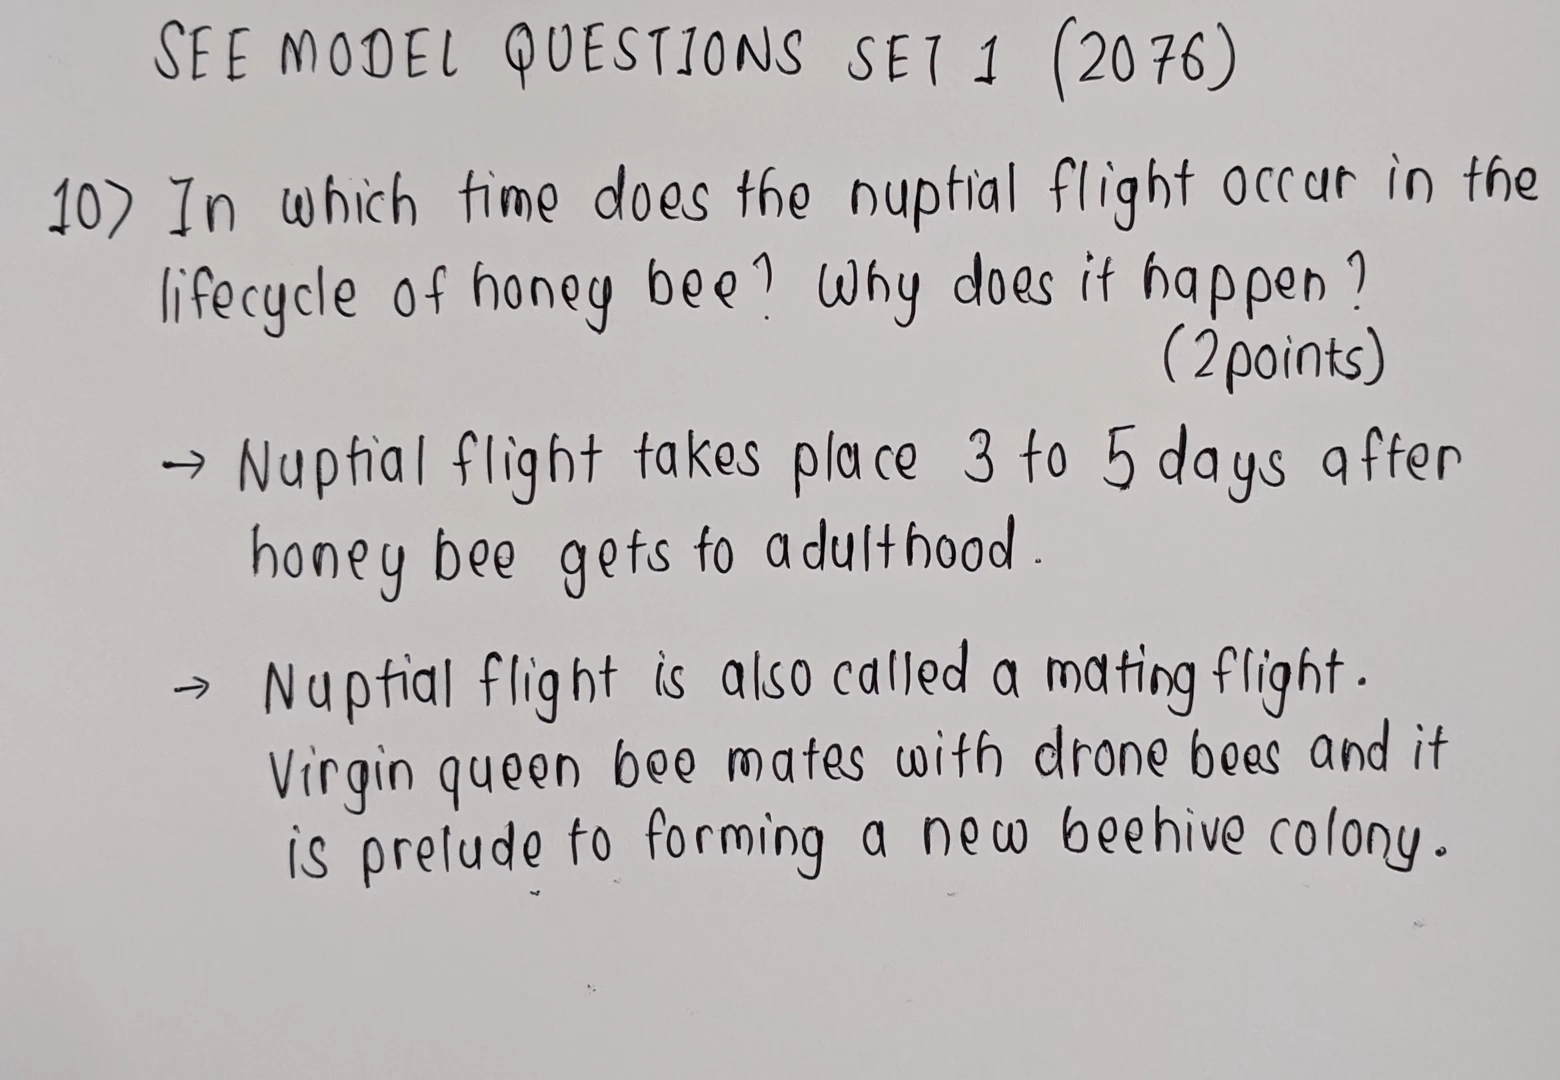 SEE MODEL QUESTIONS SET 1 (2076)
10) In which time does the nuptial flight occur in the
lifecycle of honey bee? Why does it happen?
(2points)
→ Nuptial flight takes place 3 to 5 days after
honey bee gets to adulthood.
→ Nuptial flight is also called a mating flight.
Virgin queen bee mates with drone bees and it
is prelude to forming a new beehive colony.